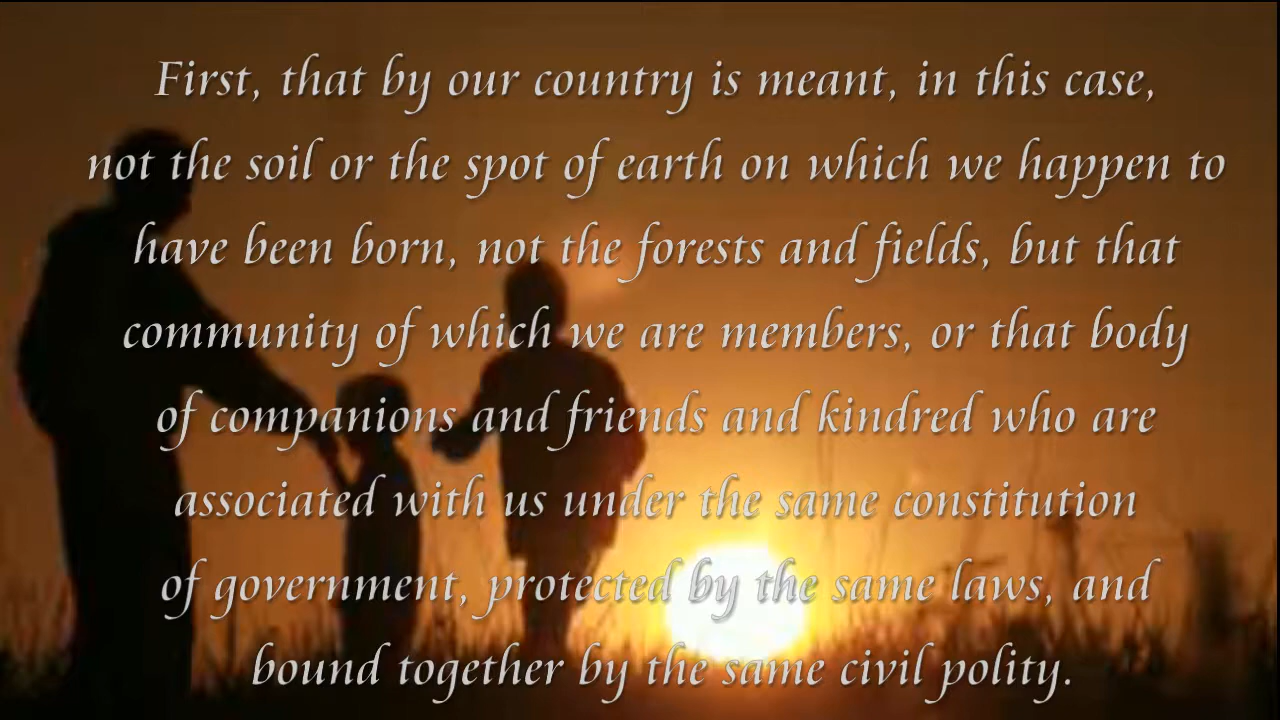 First, that by our country is meant, in this case,
not the soil or the spot of earth on which we happen to
have been born, not the forests and fields, but that
community of which we are members, or that body
of companions and friends and kindred who are
associated with us under the same constitution
of government, protected by the same laws, and
bound together by the same civil polity.